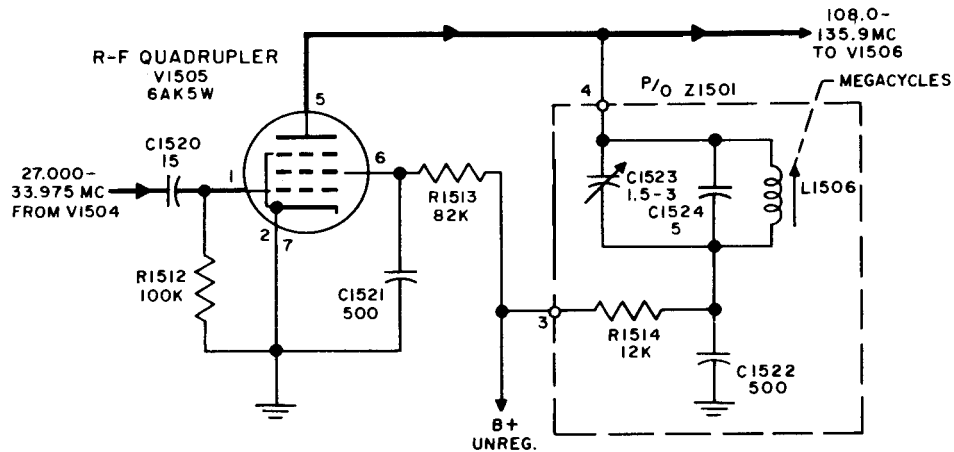 108.0-
135.9 MC
TO V1506
R-F QUADRUPLER
V1505
6AK5W
P/O Z1501
MEGACYCLES
5
4
C1520
15
27.000-
33.975 MC
FROM V1504
1
6
R1513
82K
C1523
1.5-3
C1524
5
L1506
2
7
R1512
100K
C1521
500
3
R1514
12K
C1522
500
B+
UNREG.